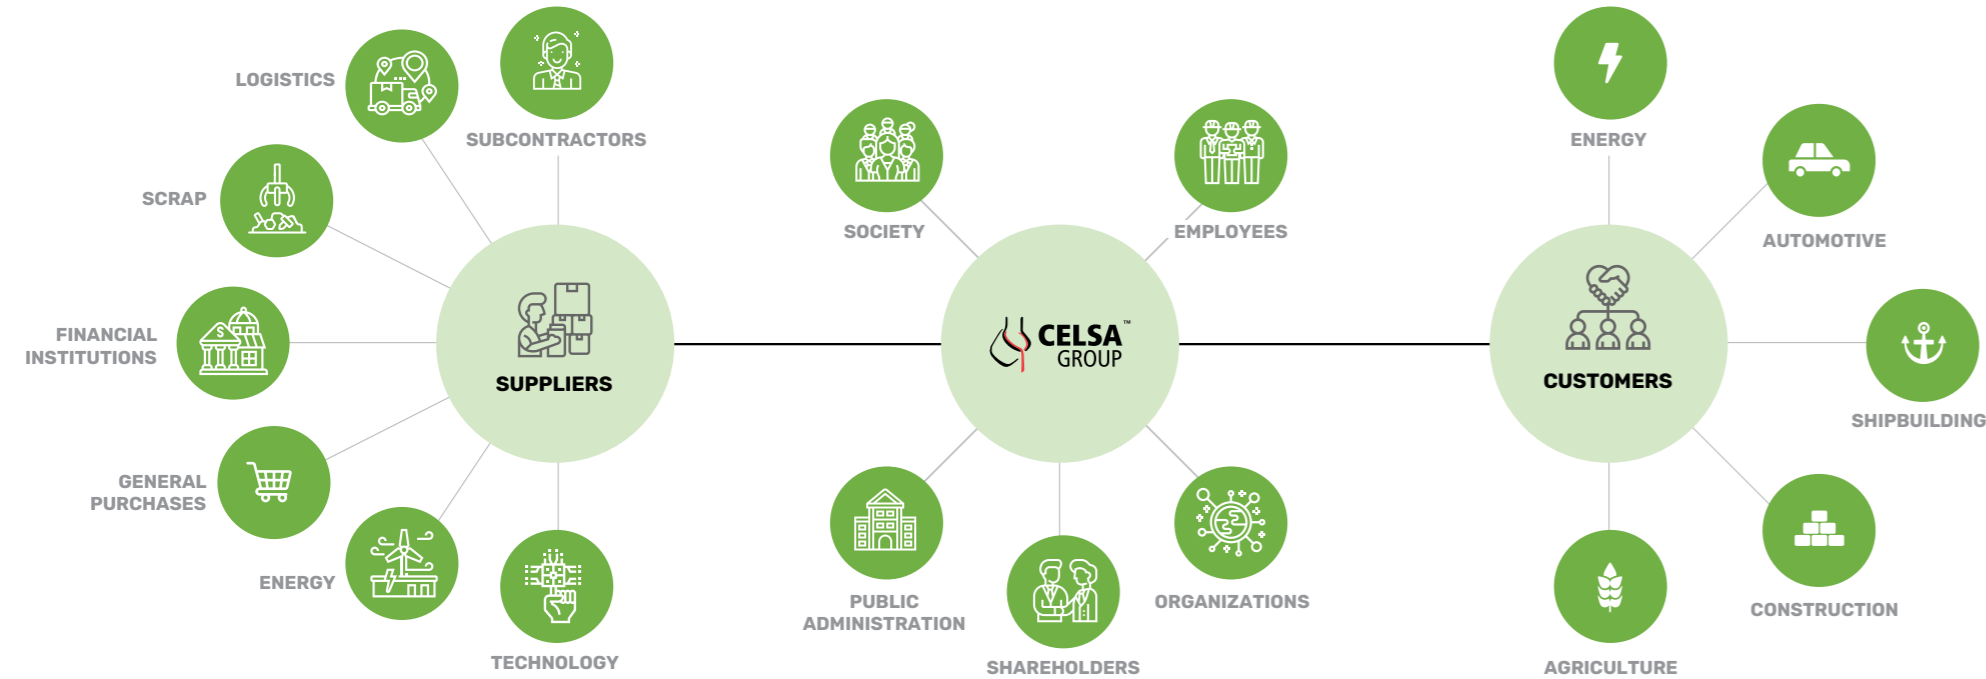 LOGISTICS
SUBCONTRACTORS
SCRAP
FINANCIAL
INSTITUTIONS
GENERAL
PURCHASES
ENERGY
TECHNOLOGY
SUPPLIERS
SOCIETY
EMPLOYEES
CELSA™
GROUP
PUBLIC
ADMINISTRATION
SHAREHOLDERS
ORGANIZATIONS
ENERGY
AUTOMOTIVE
SHIPBUILDING
CUSTOMERS
CONSTRUCTION
AGRICULTURE